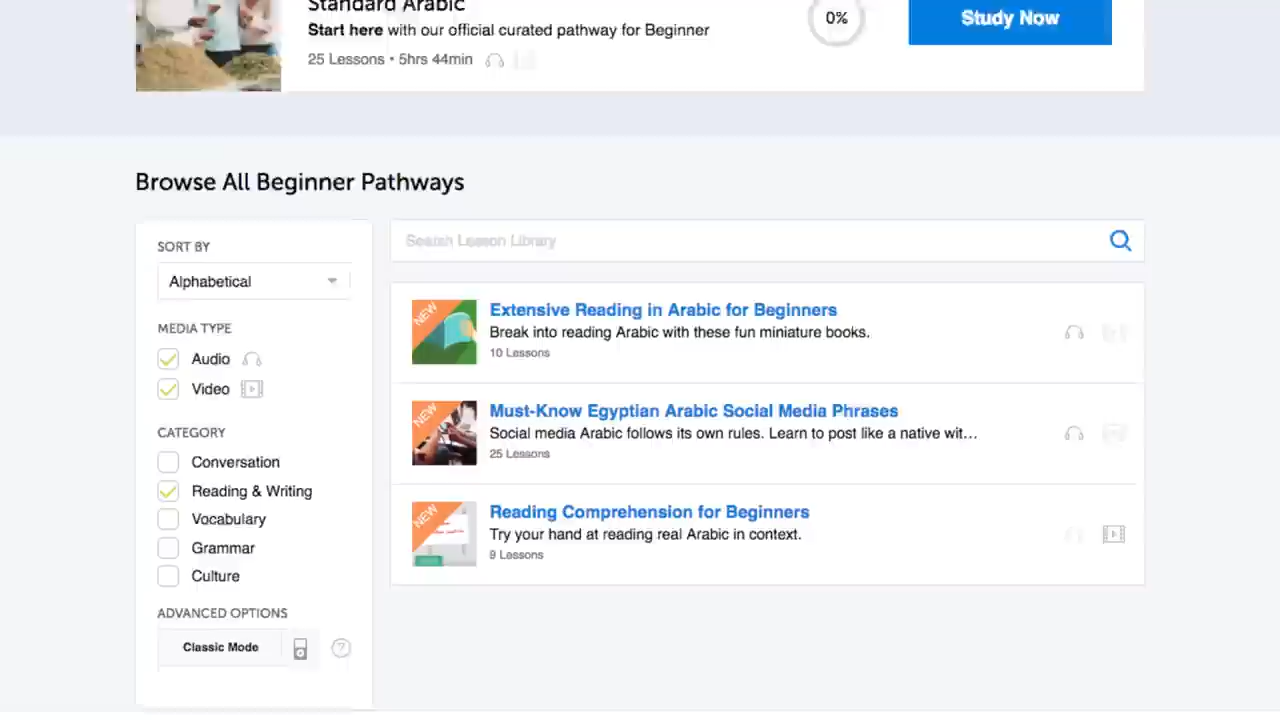 Standard Arabic
Start here with our official curated pathway for Beginner
25 Lessons • 5hrs 44min
0%
Study Now
Browse All Beginner Pathways
SORT BY
Alphabetical
MEDIA TYPE
Audio
Video
CATEGORY
Conversation
Reading & Writing
Vocabulary
Grammar
Culture
ADVANCED OPTIONS
Classic Mode
?
Search Lesson Library
NEW
Extensive Reading in Arabic for Beginners
Break into reading Arabic with these fun miniature books.
10 Lessons
NEW
Must-Know Egyptian Arabic Social Media Phrases
Social media Arabic follows its own rules. Learn to post like a native wit...
25 Lessons
NEW
Reading Comprehension for Beginners
Try your hand at reading real Arabic in context.
9 Lessons